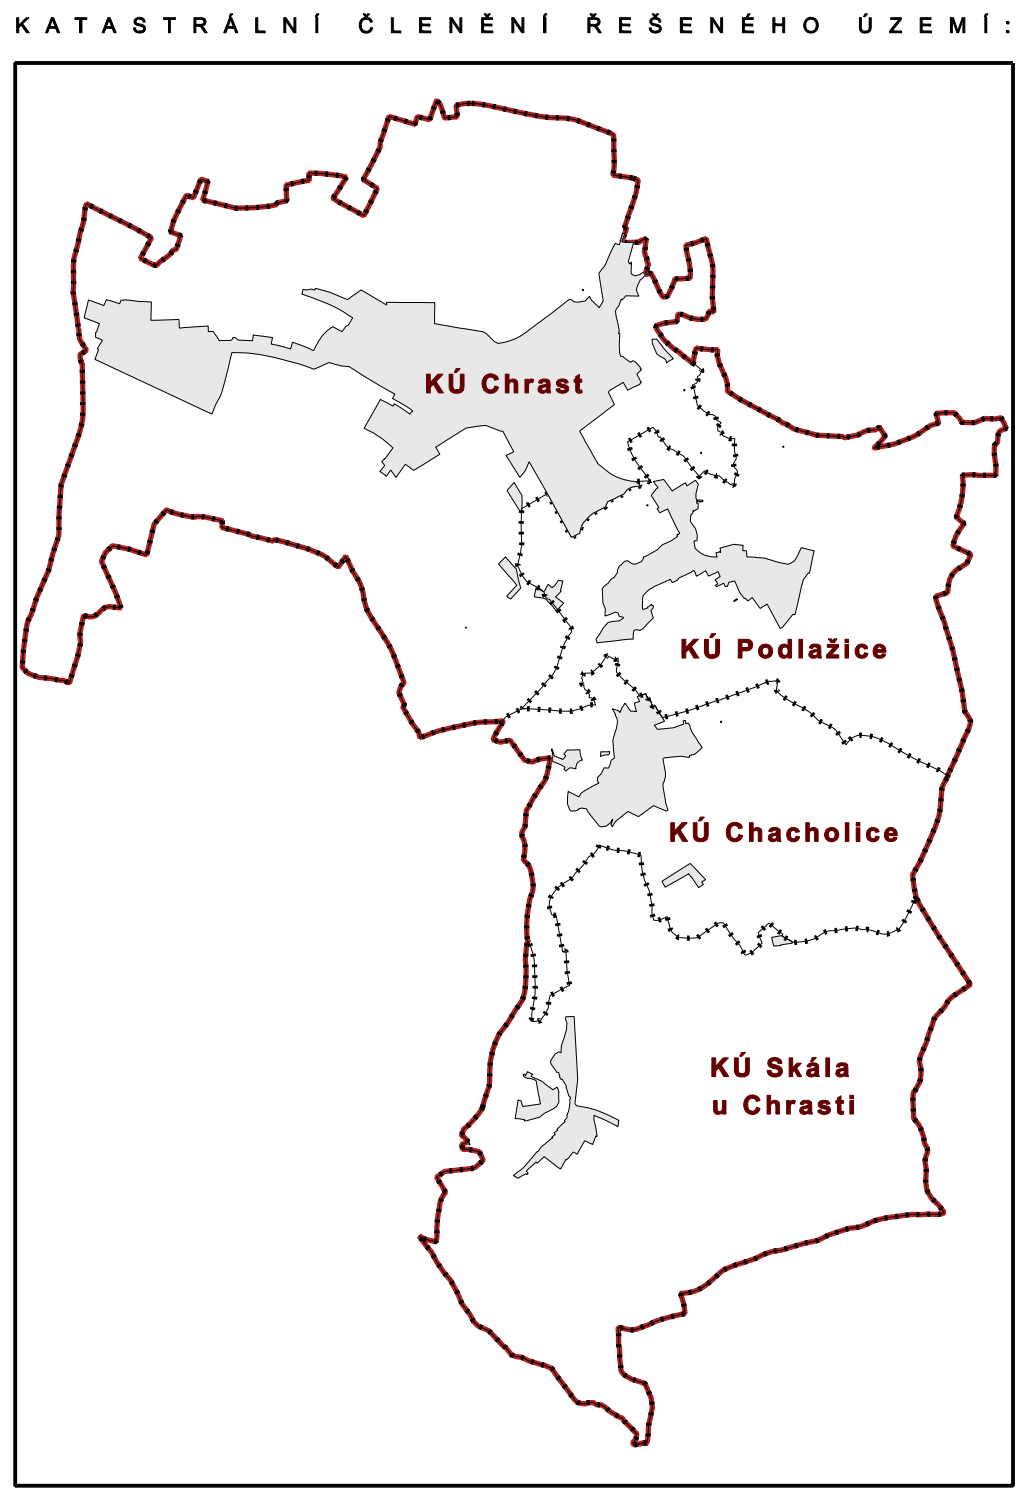 KATASTRÁLNÍ ČLENĚNÍ ŘEŠENÉHO ÚZEMÍ:
KÚ Chrast
KÚ Podlažice
KÚ Chacholice
KÚ Skála
u Chrasti